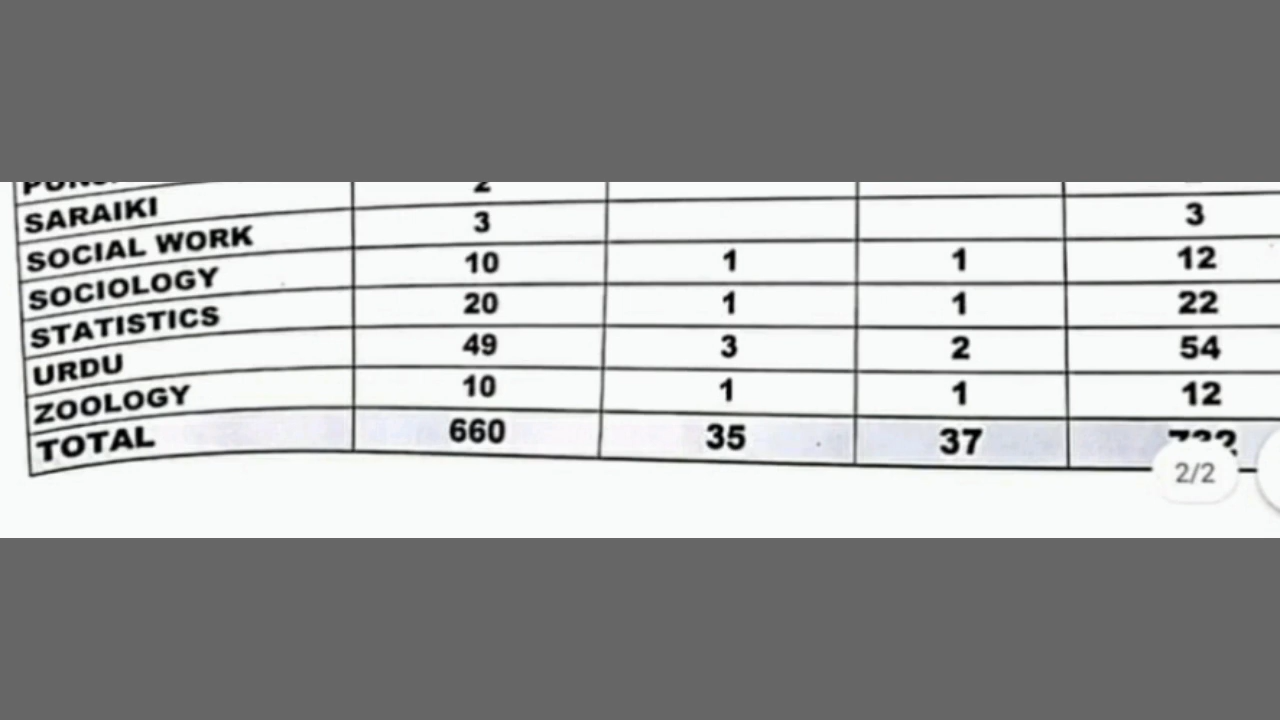 SARAIKI 2
SOCIAL WORK 3 3
SOCIOLOGY 10 1 1 12
STATISTICS 20 1 1 22
URDU 49 3 2 54
ZOOLOGY 10 1 1 12
TOTAL 660 35 37
2/2